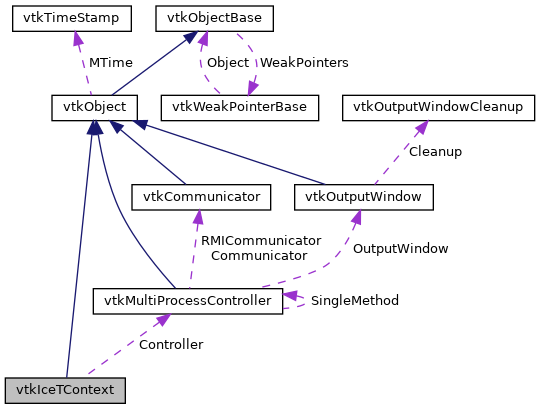 vtkTimeStamp
vtkObjectBase
MTime
Object
WeakPointers
vtkObject
vtkWeakPointerBase
vtkOutputWindowCleanup
Cleanup
vtkCommunicator
vtkOutputWindow
RMICommunicator
Communicator
OutputWindow
vtkMultiProcessController
SingleMethod
Controller
vtkIceTContext